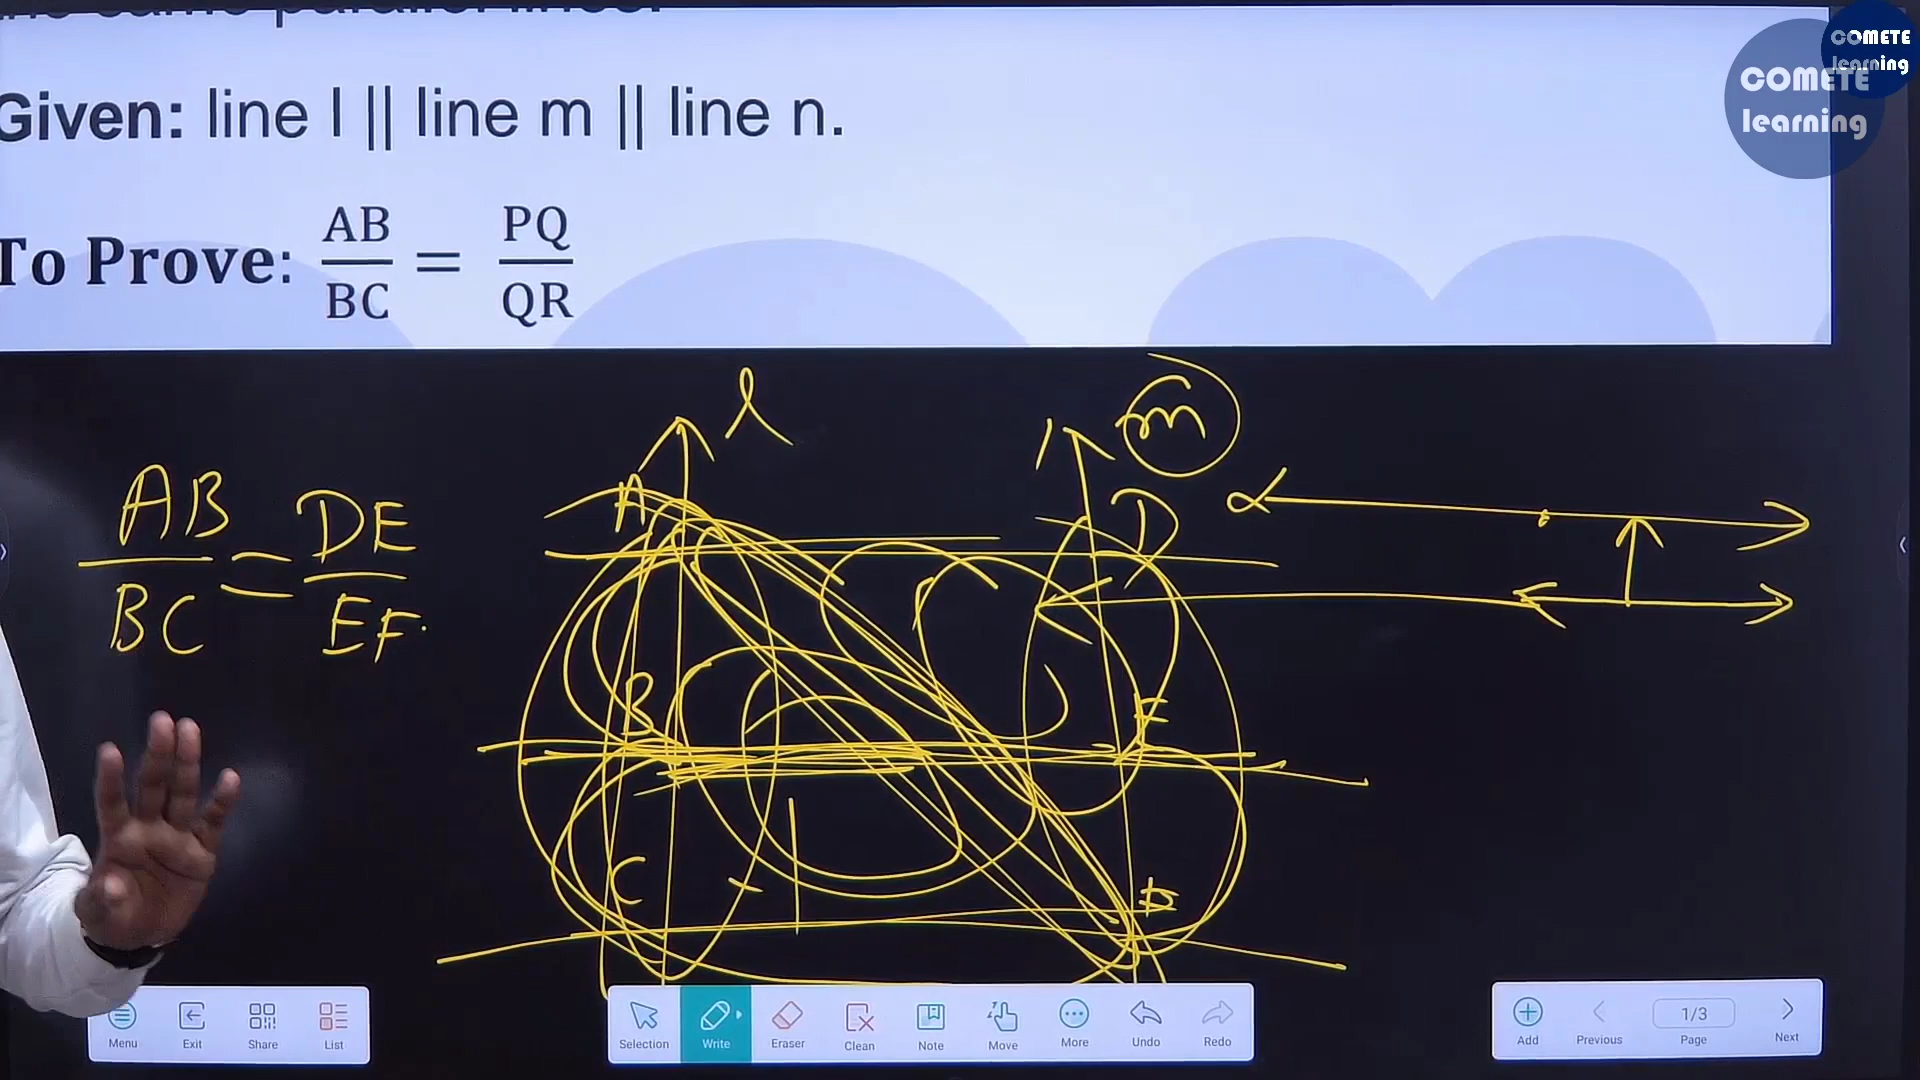 Given: line l || line m || line n.
To Prove: AB/BC = PQ/QR
COMETE
learning
COMETE
learning
l
m
A
D
AB/BC = DE/EF
B
E
C
Menu
Exit
Share
List
Selection
Write
Eraser
Clean
Note
Move
More
Undo
Redo
Add
Previous
1/3
Page
Next